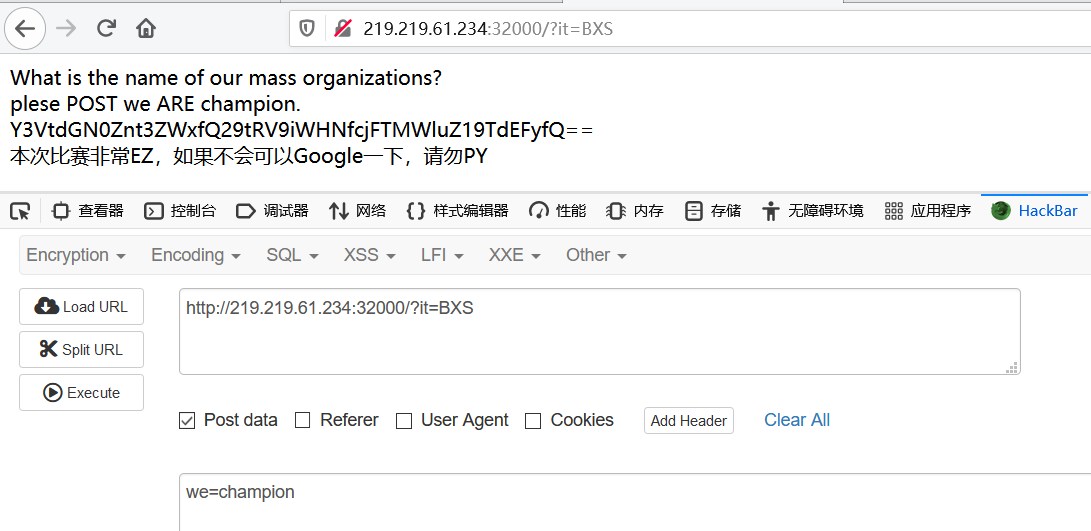 219.219.61.234:32000/?it=BXS
What is the name of our mass organizations?
plese POST we ARE champion.
Y3VtdGN0Znt3ZWxfQ29tRV9iWHNfcjFTMWluZ19TdEFyfQ==
本次比赛非常EZ，如果不会可以Google一下，请勿PY
查看器 控制台 调试器 网络 样式编辑器 性能 内存 存储 无障碍环境 应用程序 HackBar
Encryption Encoding SQL XSS LFI XXE Other
Load URL
http://219.219.61.234:32000/?it=BXS
Split URL
Execute
Post data Referer User Agent Cookies Add Header Clear All
we=champion